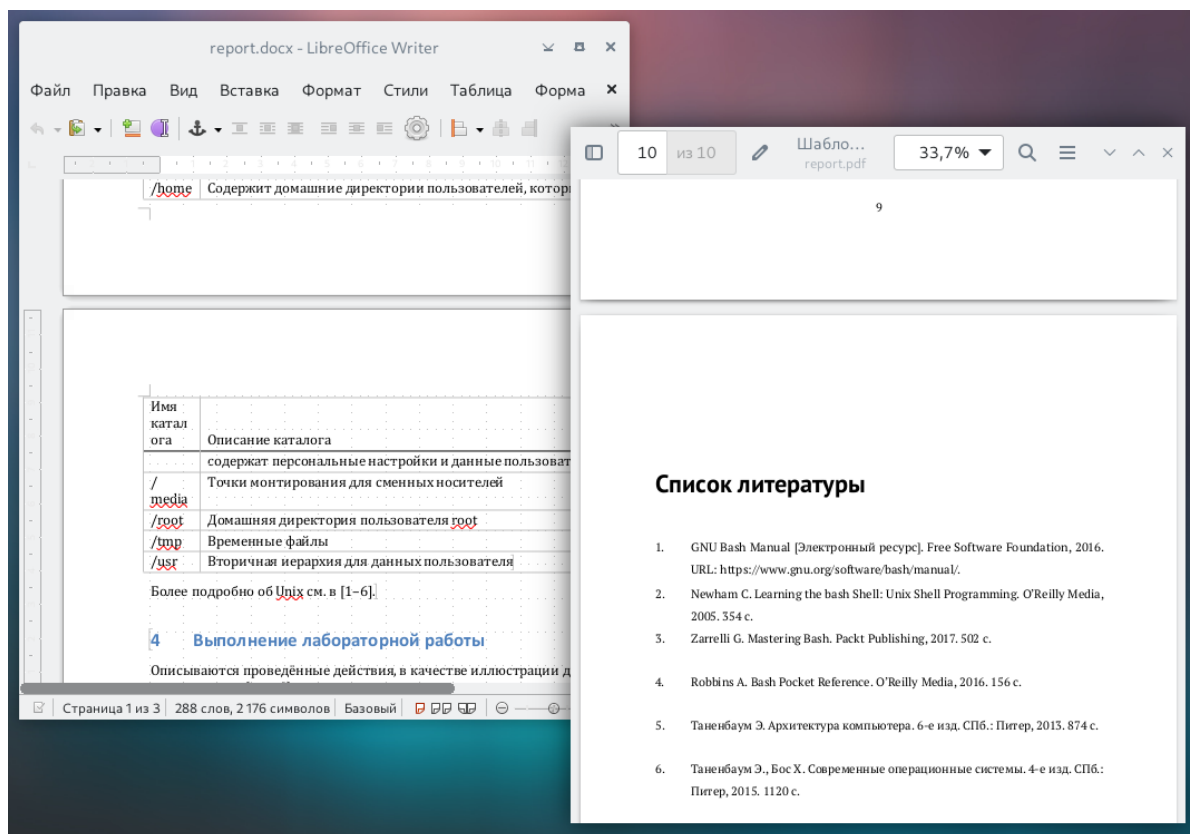 report.docx - LibreOffice Writer
Файл Правка Вид Вставка Формат Стили Таблица Форма
/home Содержит домашние директории пользователей,
Имя
катал
ога Описание каталога
содержат персональные настройки и данные
/
media Точки монтирования для сменных носителей
/root Домашняя директория пользователя root
/tmp Временные файлы
/usr Вторичная иерархия для данных пользователя
Более подробно об Unix см. в [1–6].
4 Выполнение лабораторной работы
Описываются проведённые действия, в качестве иллюстрации
Страница 1 из 3 288 слов, 2 176 символов Базовый
10 из 10 Шабло... 33,7%
report.pdf
9
Список литературы
1. GNU Bash Manual [Электронный ресурс]. Free Software Foundation, 2016.
URL: https://www.gnu.org/software/bash/manual/.
2. Newham C. Learning the bash Shell: Unix Shell Programming. O’Reilly Media,
2005. 354 с.
3. Zarrelli G. Mastering Bash. Packt Publishing, 2017. 502 с.
4. Robbins A. Bash Pocket Reference. O’Reilly Media, 2016. 156 с.
5. Таненбаум Э. Архитектура компьютера. 6-е изд. СПб.: Питер, 2013. 874 с.
6. Таненбаум Э., Бос Х. Современные операционные системы. 4-е изд. СПб.:
Питер, 2015. 1120 с.